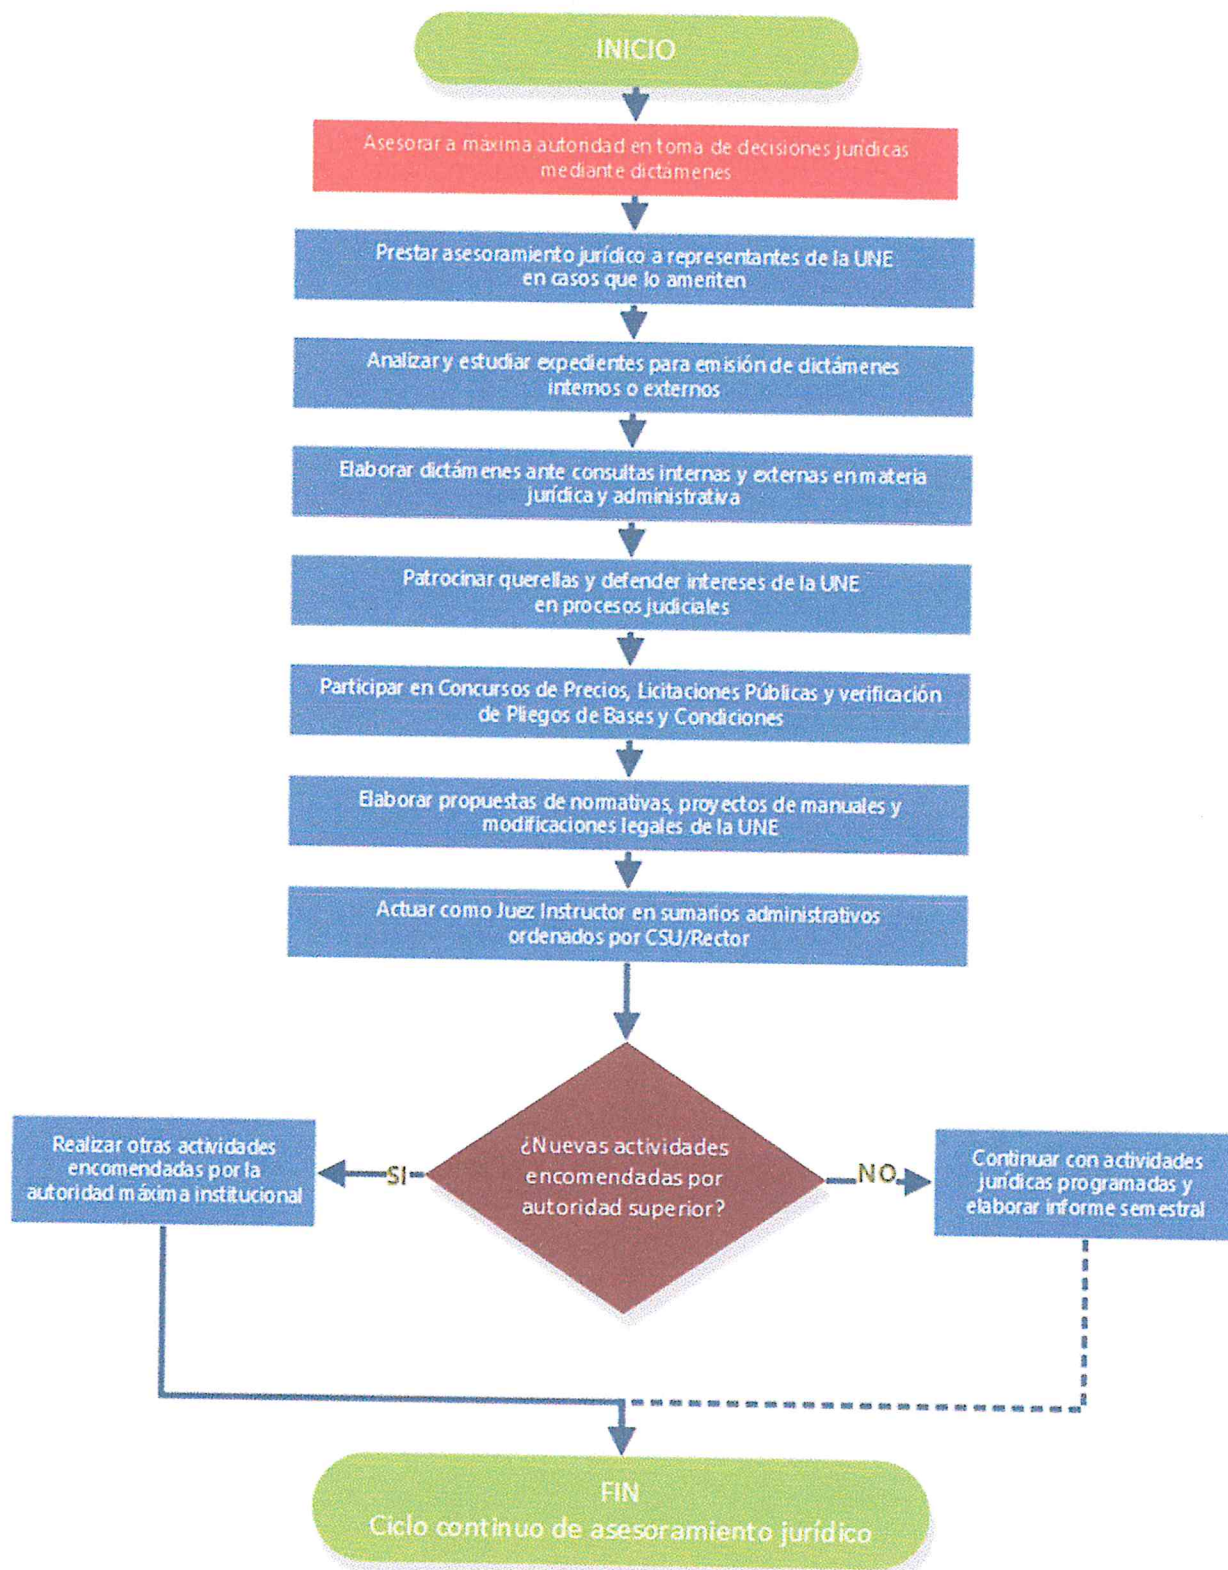 INICIO
Asesorar a máxima autoridad en toma de decisiones jurídicas
mediante dictámenes
Prestar asesoramiento jurídico a representantes de la UNE
en casos que lo ameriten
Analizar y estudiar expedientes para emisión de dictámenes
internos o externos
Elaborar dictámenes ante consultas internas y externas en materia
jurídica y administrativa
Patrocinar querellas y defender intereses de la UNE
en procesos judiciales
Participar en Concursos de Precios, Licitaciones Públicas y verificación
de Pliegos de Bases y Condiciones
Elaborar propuestas de normativas, proyectos de manuales y
modificaciones legales de la UNE
Actuar como Juez Instructor en sumarios administrativos
ordenados por CSU/Rector
¿Nuevas actividades
encomendadas por
autoridad superior?
SI
Realizar otras actividades
encomendadas por la
autoridad máxima institucional
NO
Continuar con actividades
jurídicas programadas y
elaborar informe semestral
FIN
Ciclo continuo de asesoramiento jurídico